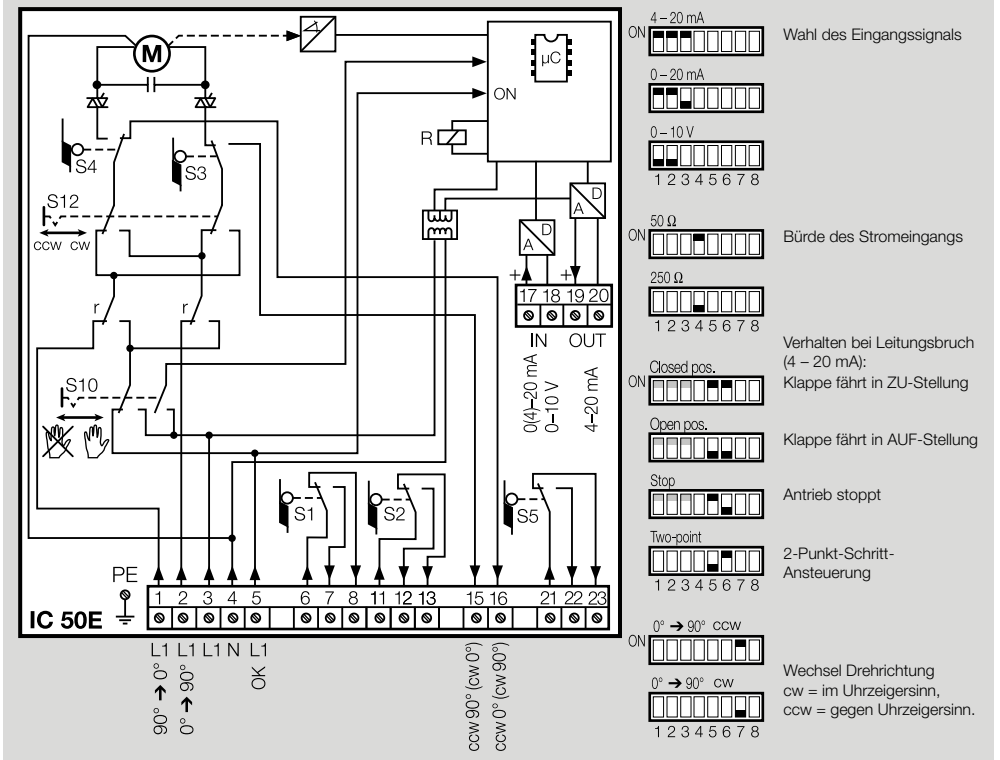 M
µC
ON
R
S4
S3
S12
ccw cw
D
A
D
A
+ +
17 18 19 20
IN OUT
0(4)–20 mA
0–10 V
4–20 mA
r r
S10
S1 S2 S5
PE
1 2 3 4 5 6 7 8 11 12 13 15 16 21 22 23
IC 50E
L1 L1 L1 N L1
90° ➔ 0°
0° ➔ 90°
OK
ccw 90° (cw 0°)
ccw 0° (cw 90°)
4 – 20 mA
ON
Wahl des Eingangssignals
0 – 20 mA
0 – 10 V
1 2 3 4 5 6 7 8
50 Ω
ON
Bürde des Stromeingangs
250 Ω
1 2 3 4 5 6 7 8
Verhalten bei Leitungsbruch
(4 – 20 mA):
Closed pos.
ON
Klappe fährt in ZU-Stellung
Open pos.
Klappe fährt in AUF-Stellung
Stop
Antrieb stoppt
Two-point
2-Punkt-Schritt-
Ansteuerung
1 2 3 4 5 6 7 8
0° ➔ 90° ccw
ON
Wechsel Drehrichtung
0° ➔ 90° cw
cw = im Uhrzeigersinn,
ccw = gegen Uhrzeigersinn.
1 2 3 4 5 6 7 8